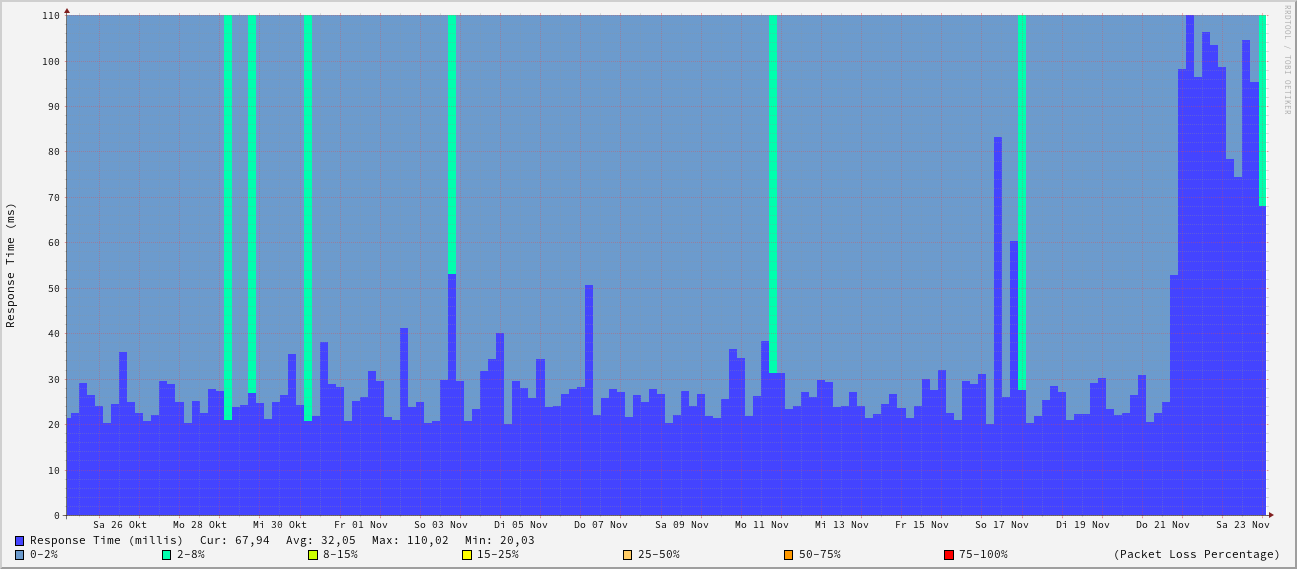 RRDTOOL / TOBI OETIKER
Response Time (ms)
110
100
90
80
70
60
50
40
30
20
10
0
Sa 26 Okt Mo 28 Okt Mi 30 Okt Fr 01 Nov So 03 Nov Di 05 Nov Do 07 Nov Sa 09 Nov Mo 11 Nov Mi 13 Nov Fr 15 Nov So 17 Nov Di 19 Nov Do 21 Nov Sa 23 Nov
Response Time (millis) Cur: 67,94 Avg: 32,05 Max: 110,02 Min: 20,03
0-2% 2-8% 8-15% 15-25% 25-50% 50-75% 75-100% (Packet Loss Percentage)